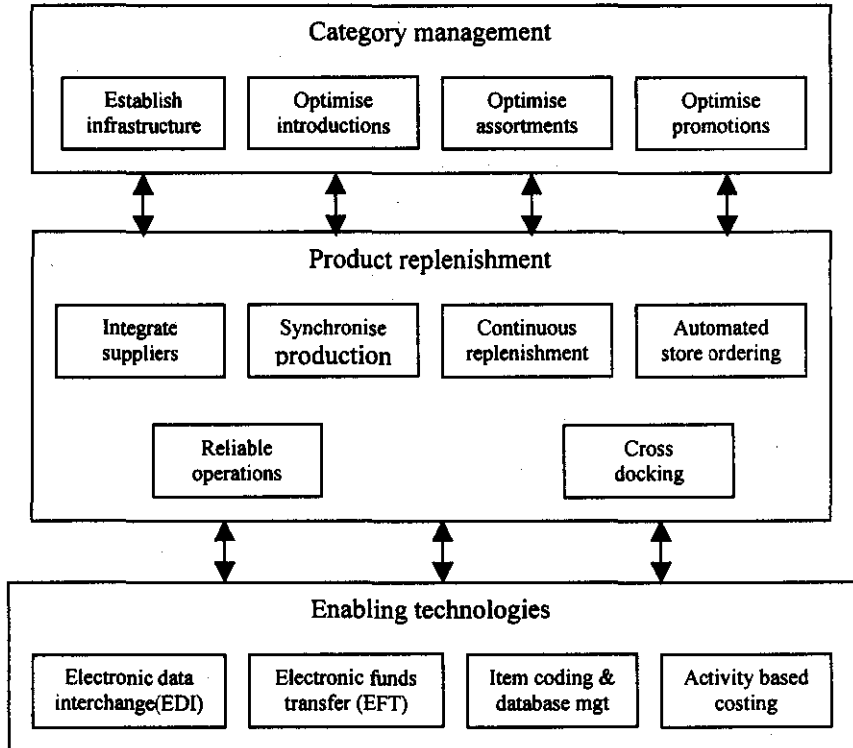 Category management
Establish
infrastructure
Optimise
introductions
Optimise
assortments
Optimise
promotions
Product replenishment
Integrate
suppliers
Synchronise
production
Continuous
replenishment
Automated
store ordering
Reliable
operations
Cross
docking
Enabling technologies
Electronic data
interchange(EDI)
Electronic funds
transfer (EFT)
Item coding &
database mgt
Activity based
costing